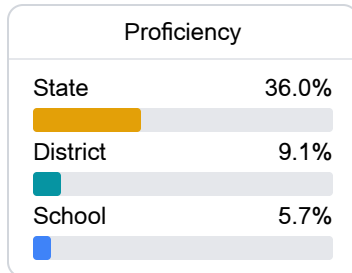 Proficiency
State 36.0%
District 9.1%
School 5.7%